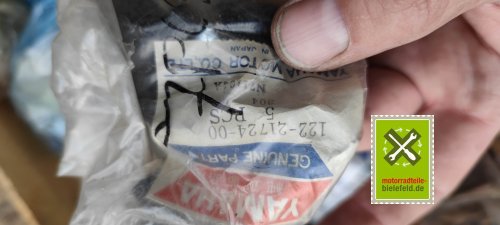 YAMAHA
GENUINE PARTS
122-21724-00
5 PCS
YAMAHA MOTOR CO., LTD.
IN JAPAN
motorradteile-
bielefeld.de